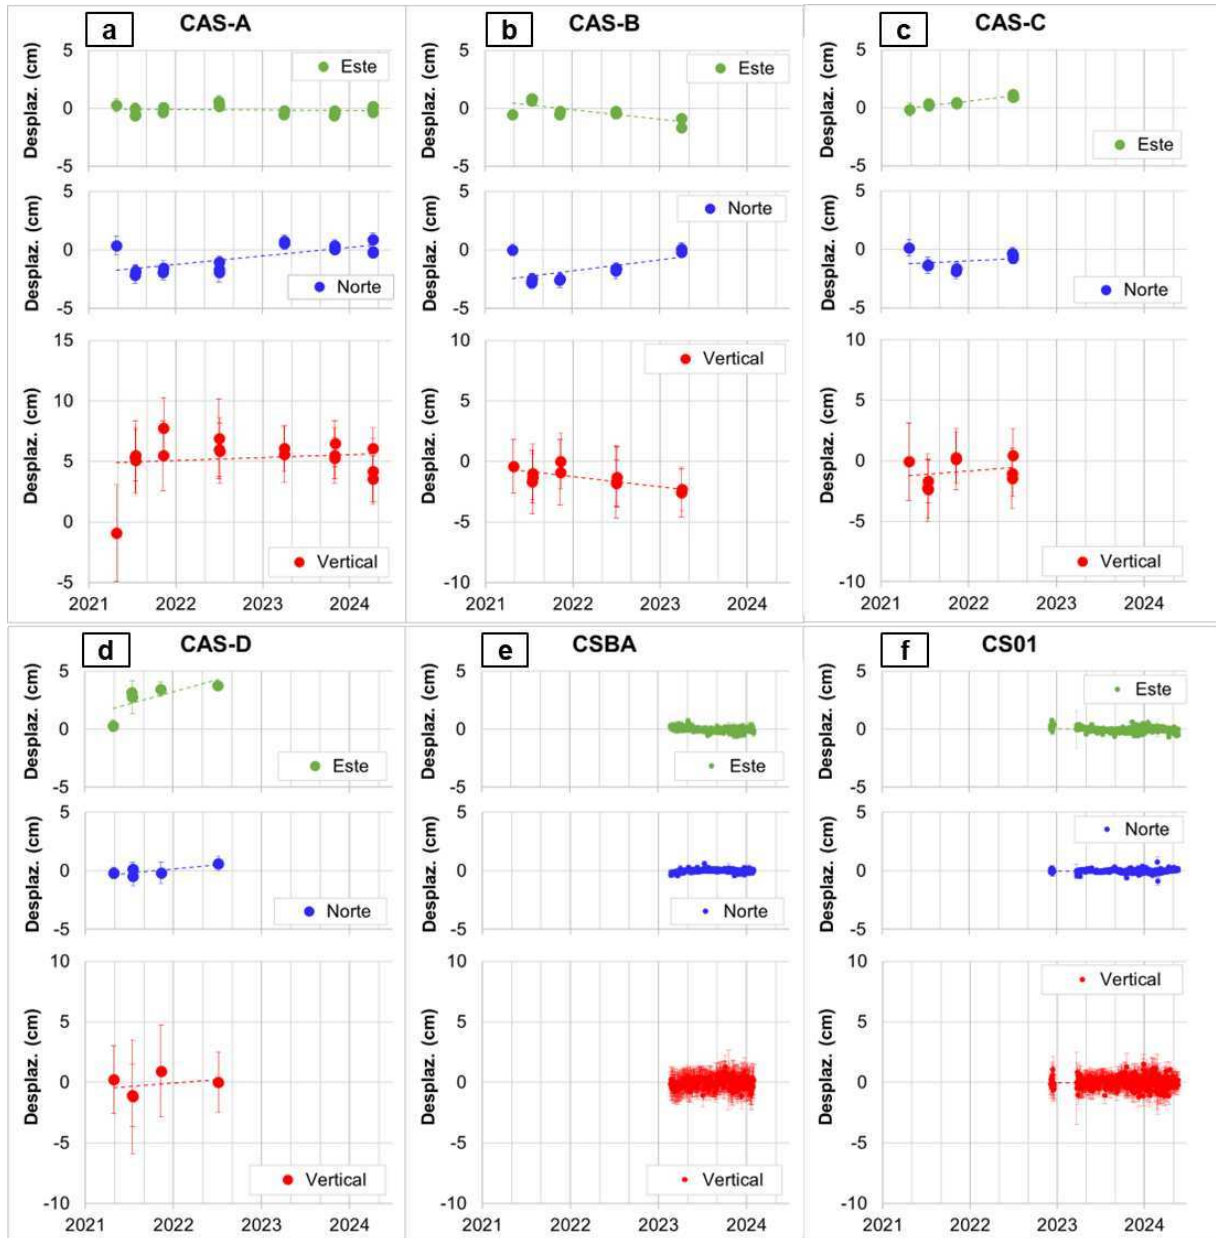 a
CAS-A
5
0
-5
Desplaz. (cm)
Este
5
0
-5
Desplaz. (cm)
Norte
15
10
5
0
-5
Desplaz. (cm)
Vertical
2021 2022 2023 2024
b
CAS-B
5
0
-5
Desplaz. (cm)
Este
5
0
-5
Desplaz. (cm)
Norte
10
5
0
-5
-10
Desplaz. (cm)
Vertical
2021 2022 2023 2024
c
CAS-C
5
0
-5
Desplaz. (cm)
Este
5
0
-5
Desplaz. (cm)
Norte
10
5
0
-5
-10
Desplaz. (cm)
Vertical
2021 2022 2023 2024
d
CAS-D
5
0
-5
Desplaz. (cm)
Este
5
0
-5
Desplaz. (cm)
Norte
10
5
0
-5
-10
Desplaz. (cm)
Vertical
2021 2022 2023 2024
e
CSBA
5
0
-5
Desplaz. (cm)
Este
5
0
-5
Desplaz. (cm)
Norte
10
5
0
-5
-10
Desplaz. (cm)
Vertical
2021 2022 2023 2024
f
CS01
5
0
-5
Desplaz. (cm)
Este
5
0
-5
Desplaz. (cm)
Norte
10
5
0
-5
-10
Desplaz. (cm)
Vertical
2021 2022 2023 2024